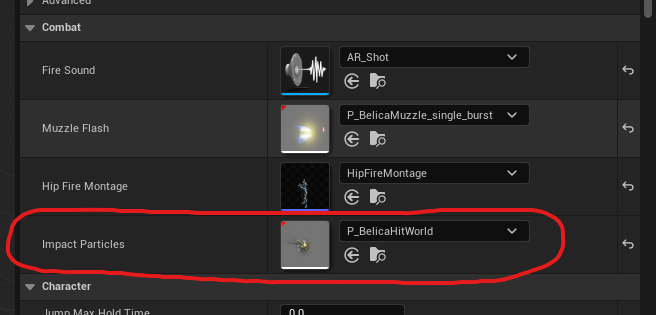 Advanced
Combat
Fire Sound
AR_Shot
Muzzle Flash
P_BelicaMuzzle_single_burst
Hip Fire Montage
HipFireMontage
Impact Particles
P_BelicaHitWorld
Character
Jump Max Hold Time
0.0